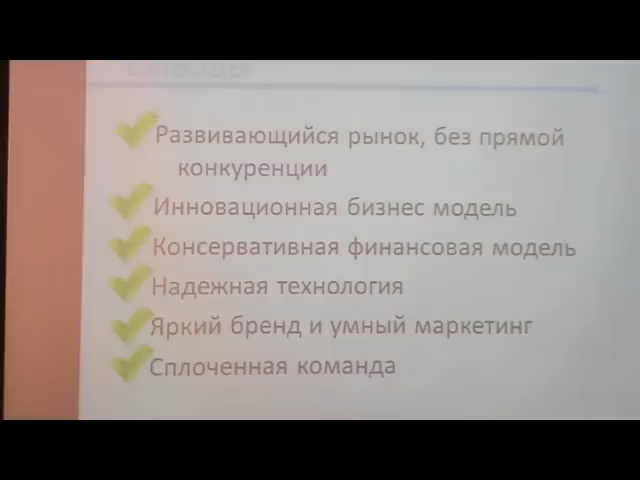 Развивающийся рынок, без прямой
конкуренции
Инновационная бизнес модель
Консервативная финансовая модель
Надежная технология
Яркий бренд и умный маркетинг
Сплоченная команда